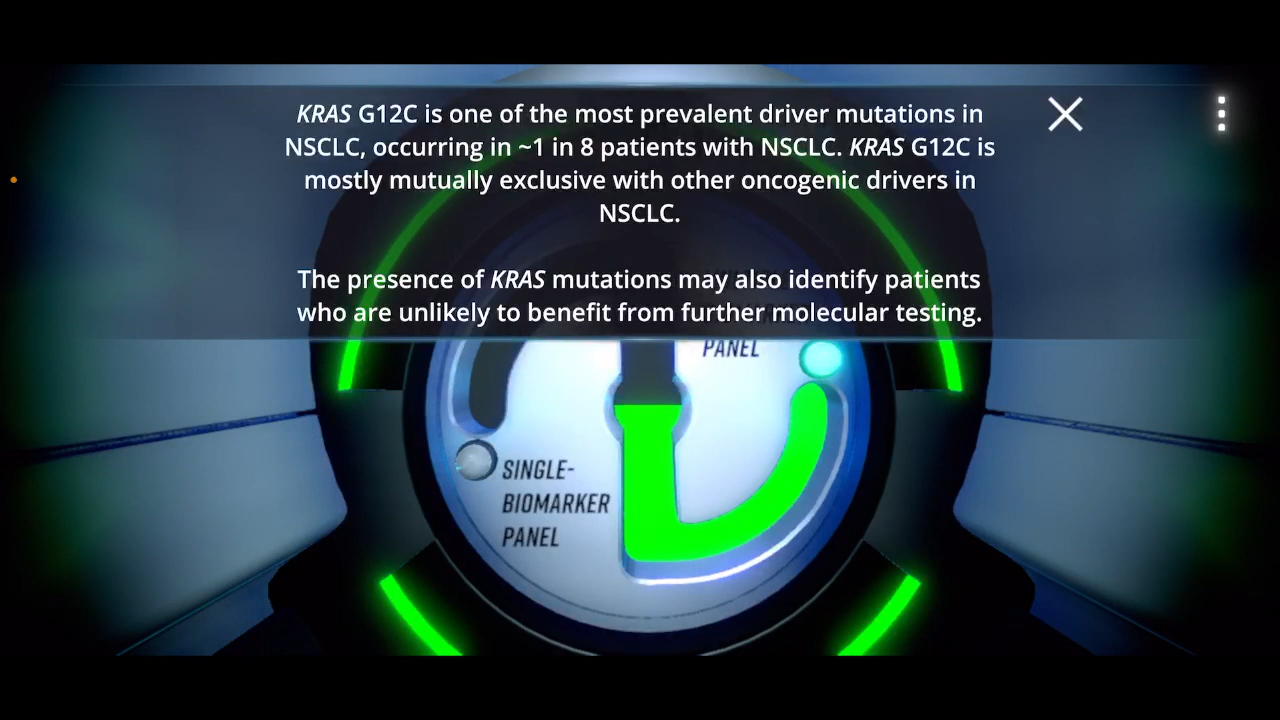 KRAS G12C is one of the most prevalent driver mutations in
NSCLC, occurring in ~1 in 8 patients with NSCLC. KRAS G12C is
mostly mutually exclusive with other oncogenic drivers in
NSCLC.
The presence of KRAS mutations may also identify patients
who are unlikely to benefit from further molecular testing.
PANEL
SINGLE-
BIOMARKER
PANEL